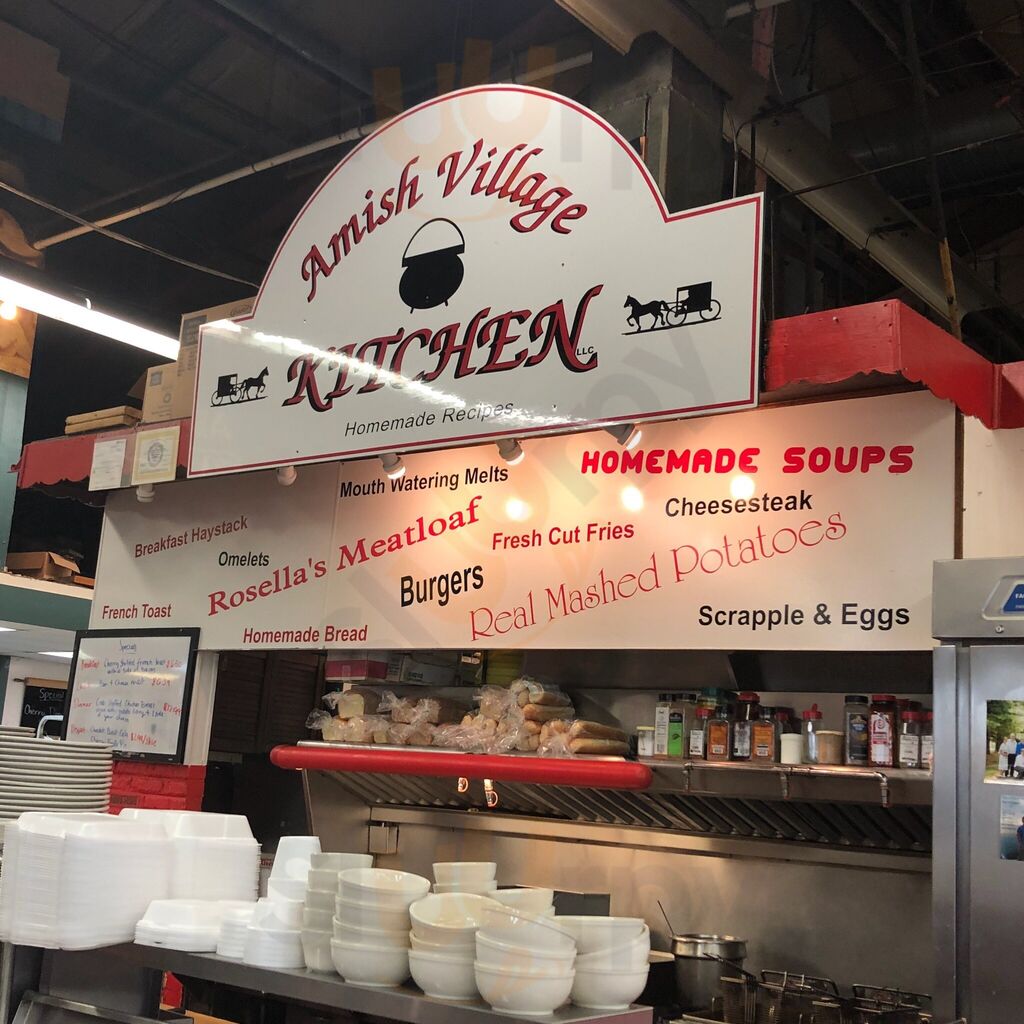 Amish Village
KITCHEN LLC
Homemade Recipes
Mouth Watering Melts
HOMEMADE SOUPS
Breakfast Haystack
Omelets
Rosella's Meatloaf
Fresh Cut Fries
Cheesesteak
French Toast
Burgers
Real Mashed Potatoes
Homemade Bread
Scrapple & Eggs
Specials